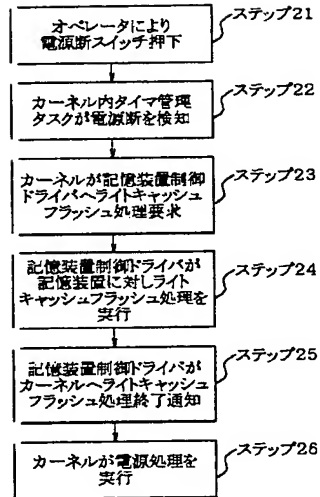 オペレータにより
電源断スイッチ押下
ステップ21
カーネル内タイマ管理
タスクが電源断を検知
ステップ22
カーネルが記憶装置制御
ドライバへライトキャッシュ
フラッシュ処理要求
ステップ23
記憶装置制御ドライバが
記憶装置に対しライト
キャッシュフラッシュ処理を
実行
ステップ24
記憶装置制御ドライバが
カーネルへライトキャッシュ
フラッシュ処理終了通知
ステップ25
カーネルが電源処理を
実行
ステップ26